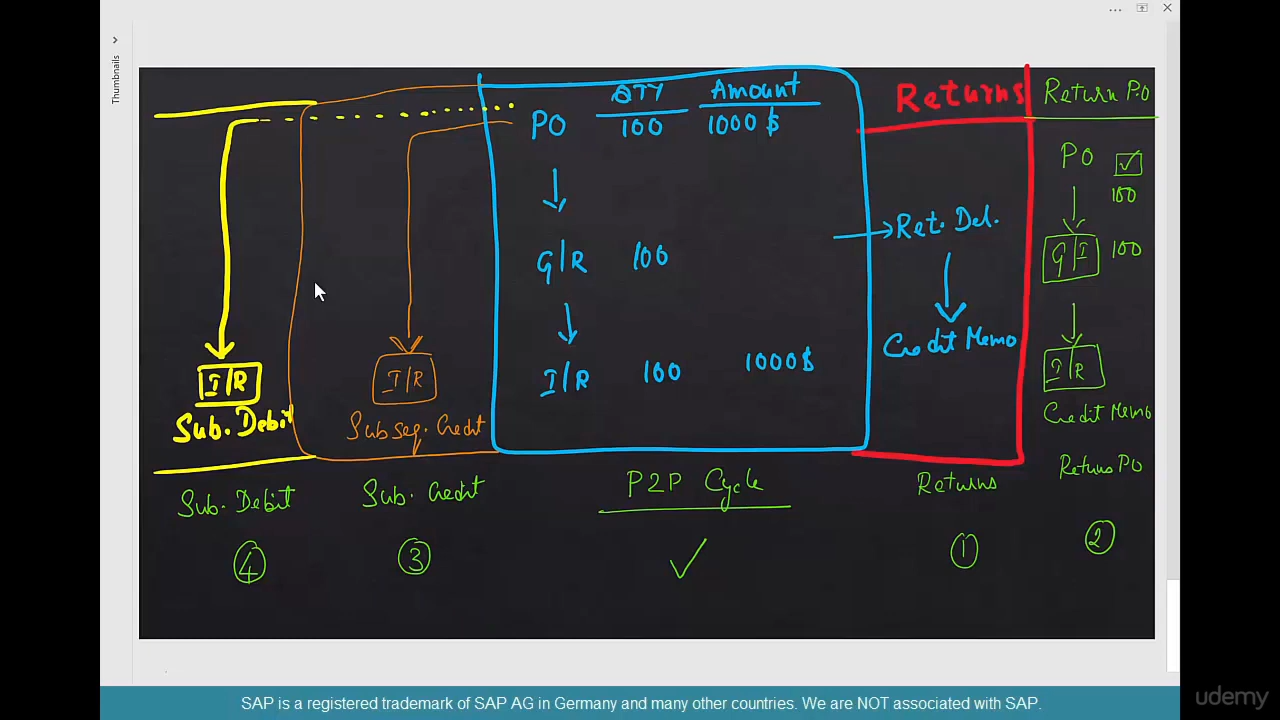 Thumbnails
QTY Amount
Returns
Return PO
PO 100 1000 $
PO
100
Ret. Del.
G/R 100
G/I 100
Credit Memo
I/R 100 1000$
I/R
I/R
I/R
Sub. Debit
Subseq. Credit
Credit Memo
Returns PO
Sub. Debit
Sub. Credit
P2P Cycle
Returns
4
3
1
2
SAP is a registered trademark of SAP AG in Germany and many other countries. We are NOT associated with SAP.
udemy